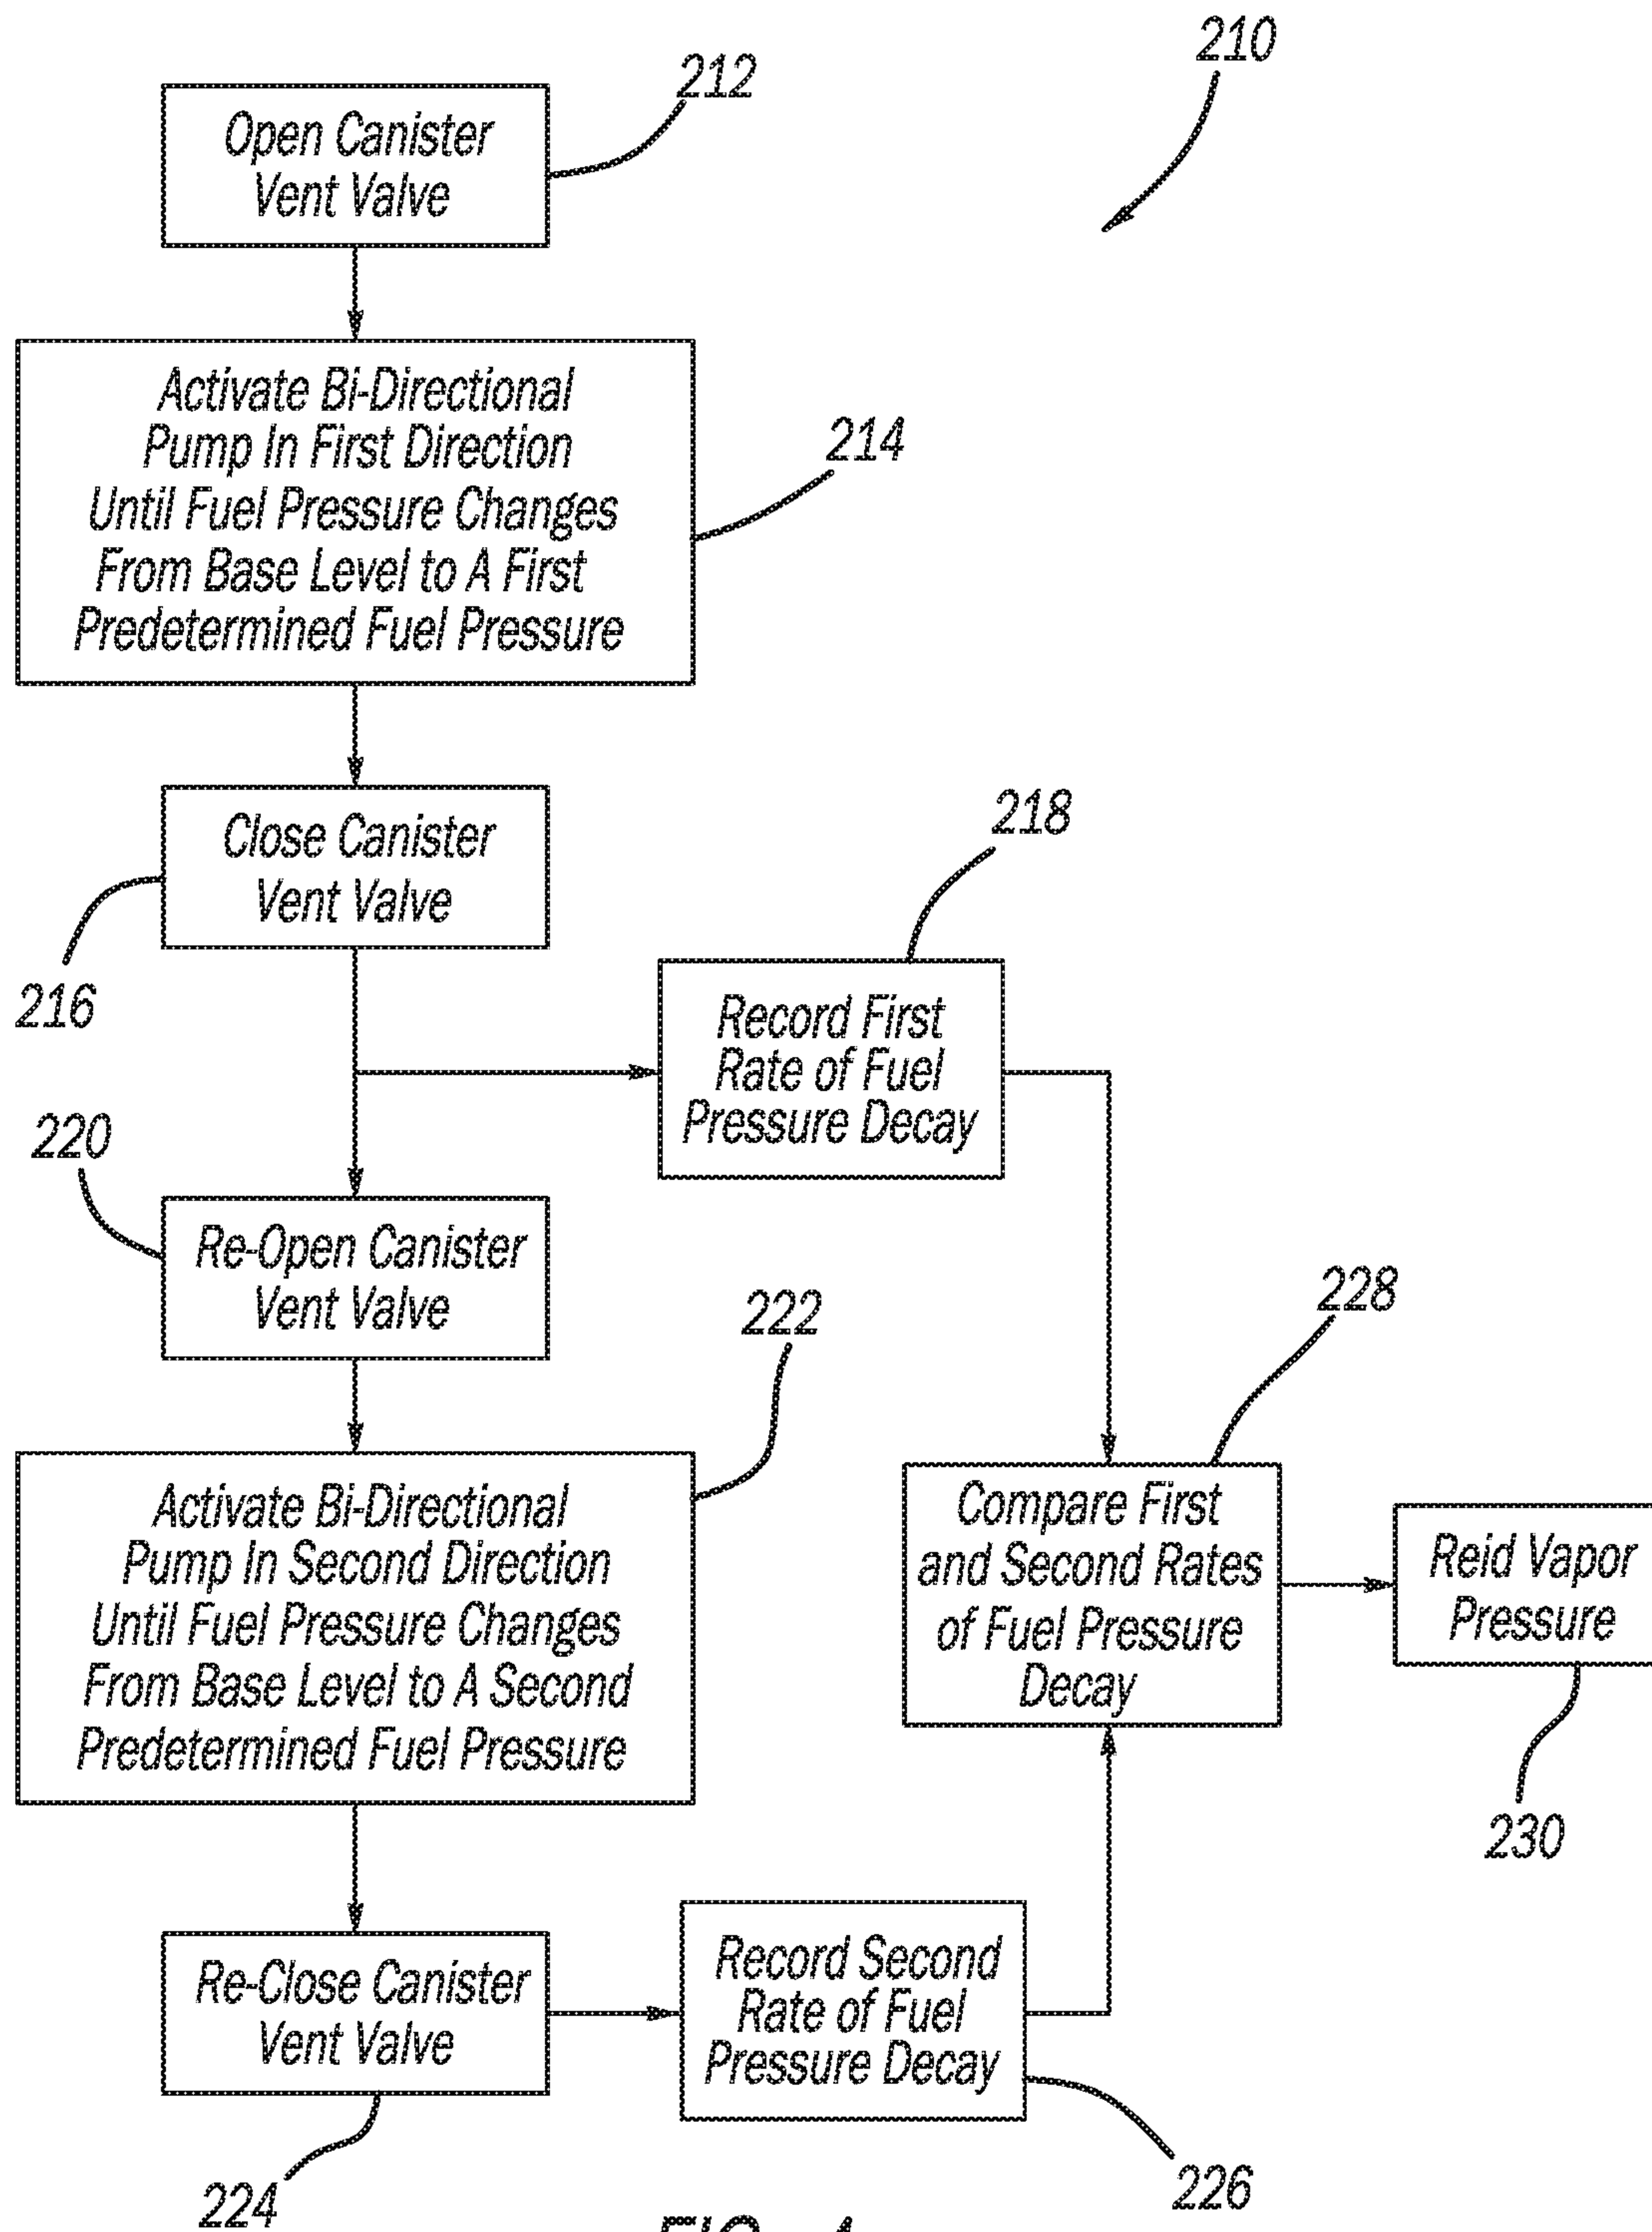 210
212
Open Canister
Vent Valve
Activate Bi-Directional
Pump In First Direction
Until Fuel Pressure Changes
From Base Level to A First
Predetermined Fuel Pressure
214
Close Canister
Vent Valve
216
218
Record First
Rate of Fuel
Pressure Decay
220
Re-Open Canister
Vent Valve
222
Activate Bi-Directional
Pump In Second Direction
Until Fuel Pressure Changes
From Base Level to A Second
Predetermined Fuel Pressure
228
Compare First
and Second Rates
of Fuel Pressure
Decay
Reid Vapor
Pressure
230
Re-Close Canister
Vent Valve
224
Record Second
Rate of Fuel
Pressure Decay
226